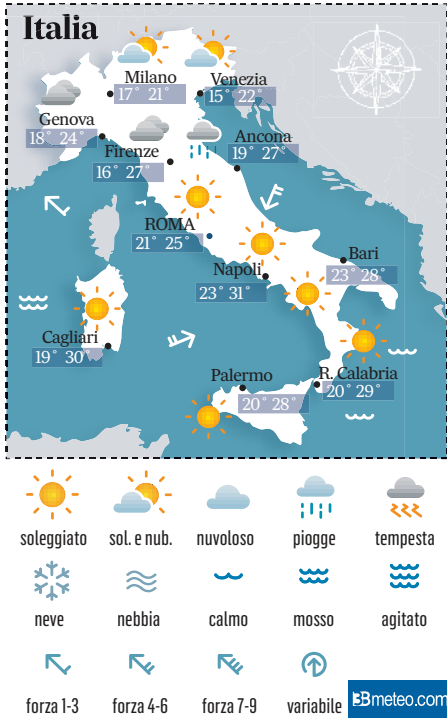 Italia
Milano
17° 21°
Venezia
15° 22°
Genova
18° 24°
Firenze
16° 27°
Ancona
19° 27°
ROMA
21° 25°
Napoli
23° 31°
Bari
23° 28°
Cagliari
19° 30°
Palermo
20° 28°
R. Calabria
20° 29°
soleggiato sol. e nub. nuvoloso piogge tempesta
neve nebbia calmo mosso agitato
forza 1-3 forza 4-6 forza 7-9 variabile
3Bmeteo.com